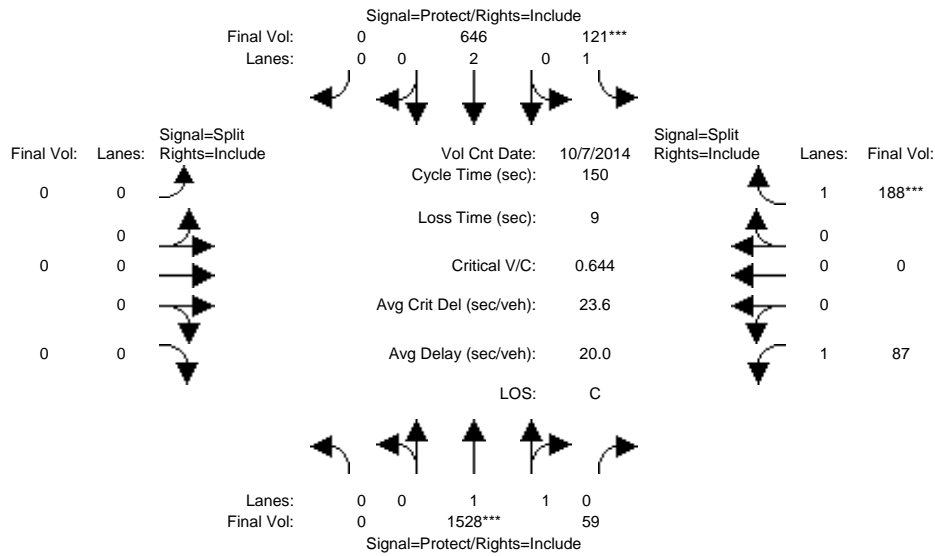 Signal=Protect/Rights=Include
Final Vol: 0 646 121***
Lanes: 0 0 2 0 1
Signal=Split
Final Vol: Lanes: Rights=Include
Vol Cnt Date: 10/7/2014
Signal=Split
Rights=Include Lanes: Final Vol:
Cycle Time (sec): 150
0 0
1 188***
Loss Time (sec): 9
0
0
0 0
Critical V/C: 0.644
0 0
0
Avg Crit Del (sec/veh): 23.6
0
0 0
Avg Delay (sec/veh): 20.0
1 87
LOS: C
Lanes: 0 0 1 1 0
Final Vol: 0 1528*** 59
Signal=Protect/Rights=Include